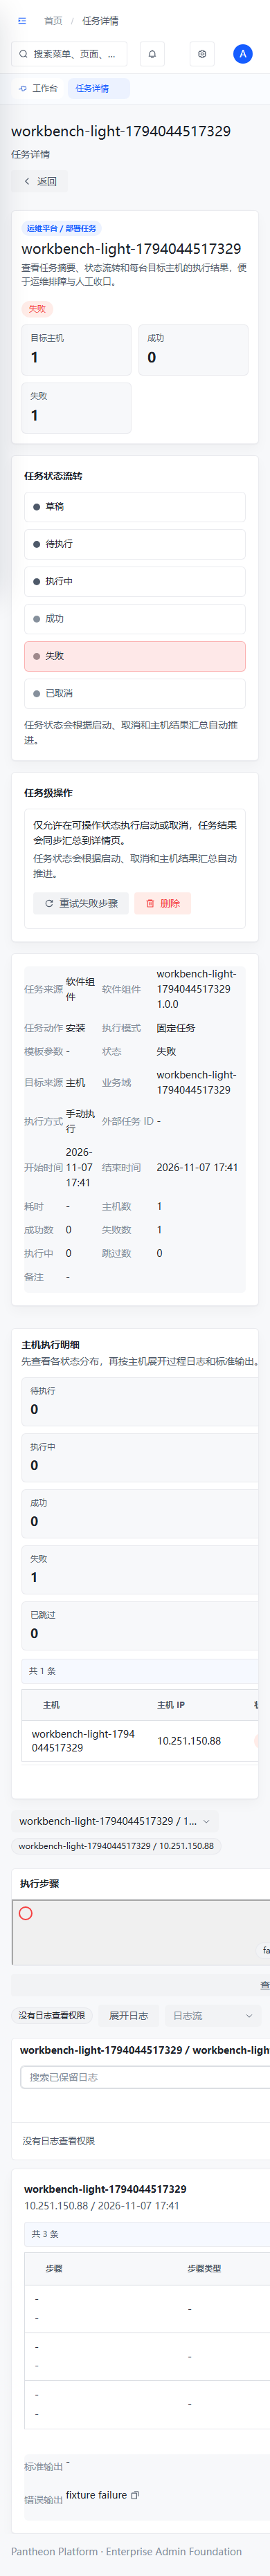 首页 / 任务详情
搜索菜单、页面、...
A
工作台
任务详情
workbench-light-1794044517329
任务详情
返回
运维平台 / 部署任务
workbench-light-1794044517329
查看任务摘要、状态流转和每台目标主机的执行结果，便
于运维排障与人工收口。
失败
目标主机
1
成功
0
失败
1
任务状态流转
草稿
待执行
执行中
成功
失败
已取消
任务状态会根据启动、取消和主机结果汇总自动推
进。
任务级操作
仅允许在可操作状态执行启动或取消，任务结果
会同步汇总到详情页。
任务状态会根据启动、取消和主机结果汇总自动
推进。
重试失败步骤
删除
任务来源 软件组件 软件组件 workbench-light-1794044517329 1.0.0
任务动作 安装 执行模式 固定任务
模板参数 - 状态 失败
目标来源 主机 业务域 workbench-light-1794044517329
执行方式 手动执行 外部任务 ID -
开始时间 2026-11-07 17:41 结束时间 2026-11-07 17:41
耗时 - 主机数 1
成功数 0 失败数 1
执行中 0 跳过数 0
备注 -
主机执行明细
先查看各状态分布，再按主机展开过程日志和标准输出。
待执行
0
执行中
0
成功
0
失败
1
已跳过
0
共 1 条
主机 主机 IP
workbench-light-1794044517329 10.251.150.88
workbench-light-1794044517329 / 1...
workbench-light-1794044517329 / 10.251.150.88
执行步骤
fa
查
没有日志查看权限
展开日志
日志流
workbench-light-1794044517329 / workbench-light
搜索已保留日志
没有日志查看权限
workbench-light-1794044517329
10.251.150.88 / 2026-11-07 17:41
共 3 条
步骤 步骤类型
-
- -
-
- -
-
- -
标准输出 -
错误输出 fixture failure
Pantheon Platform · Enterprise Admin Foundation